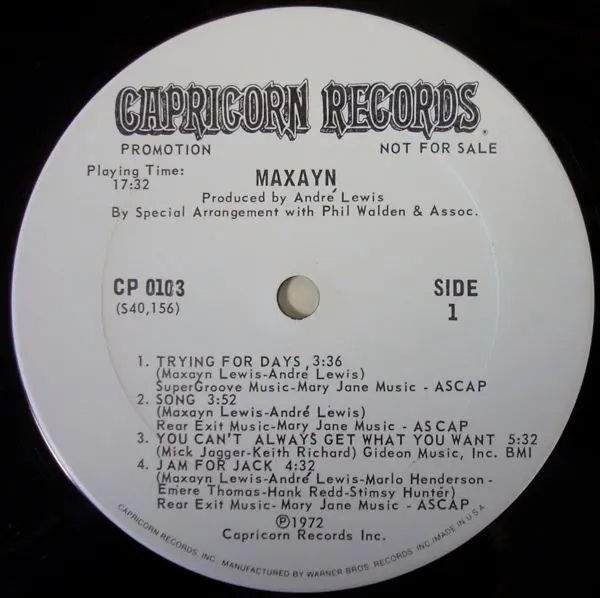 CAPRICORN RECORDS
PROMOTION NOT FOR SALE
Playing Time:
17:32
MAXAYN
Produced by André Lewis
By Special Arrangement with Phil Walden & Assoc.
CP 0103 SIDE
(S40,156) 1
1. TRYING FOR DAYS, 3:36
(Maxayn Lewis-André Lewis)
SuperGroove Music-Mary Jane Music - ASCAP
2. SONG 3:52
(Maxayn Lewis-André Lewis)
Rear Exit Music-Mary Jane Music - ASCAP
3. YOU CAN'T ALWAYS GET WHAT YOU WANT 5:32
(Mick Jagger-Keith Richard) Gideon Music, Inc. BMI
4. JAM FOR JACK 4:32
(Maxayn Lewis-André Lewis-Marlo Henderson-
Emere Thomas-Hank Redd-Stimsy Hunter)
Rear Exit Music- Mary Jane Music - ASCAP
℗1972
Capricorn Records Inc.
CAPRICORN RECORDS, INC. MANUFACTURED BY WARNER BROS. RECORDS INC./MADE IN U.S.A.